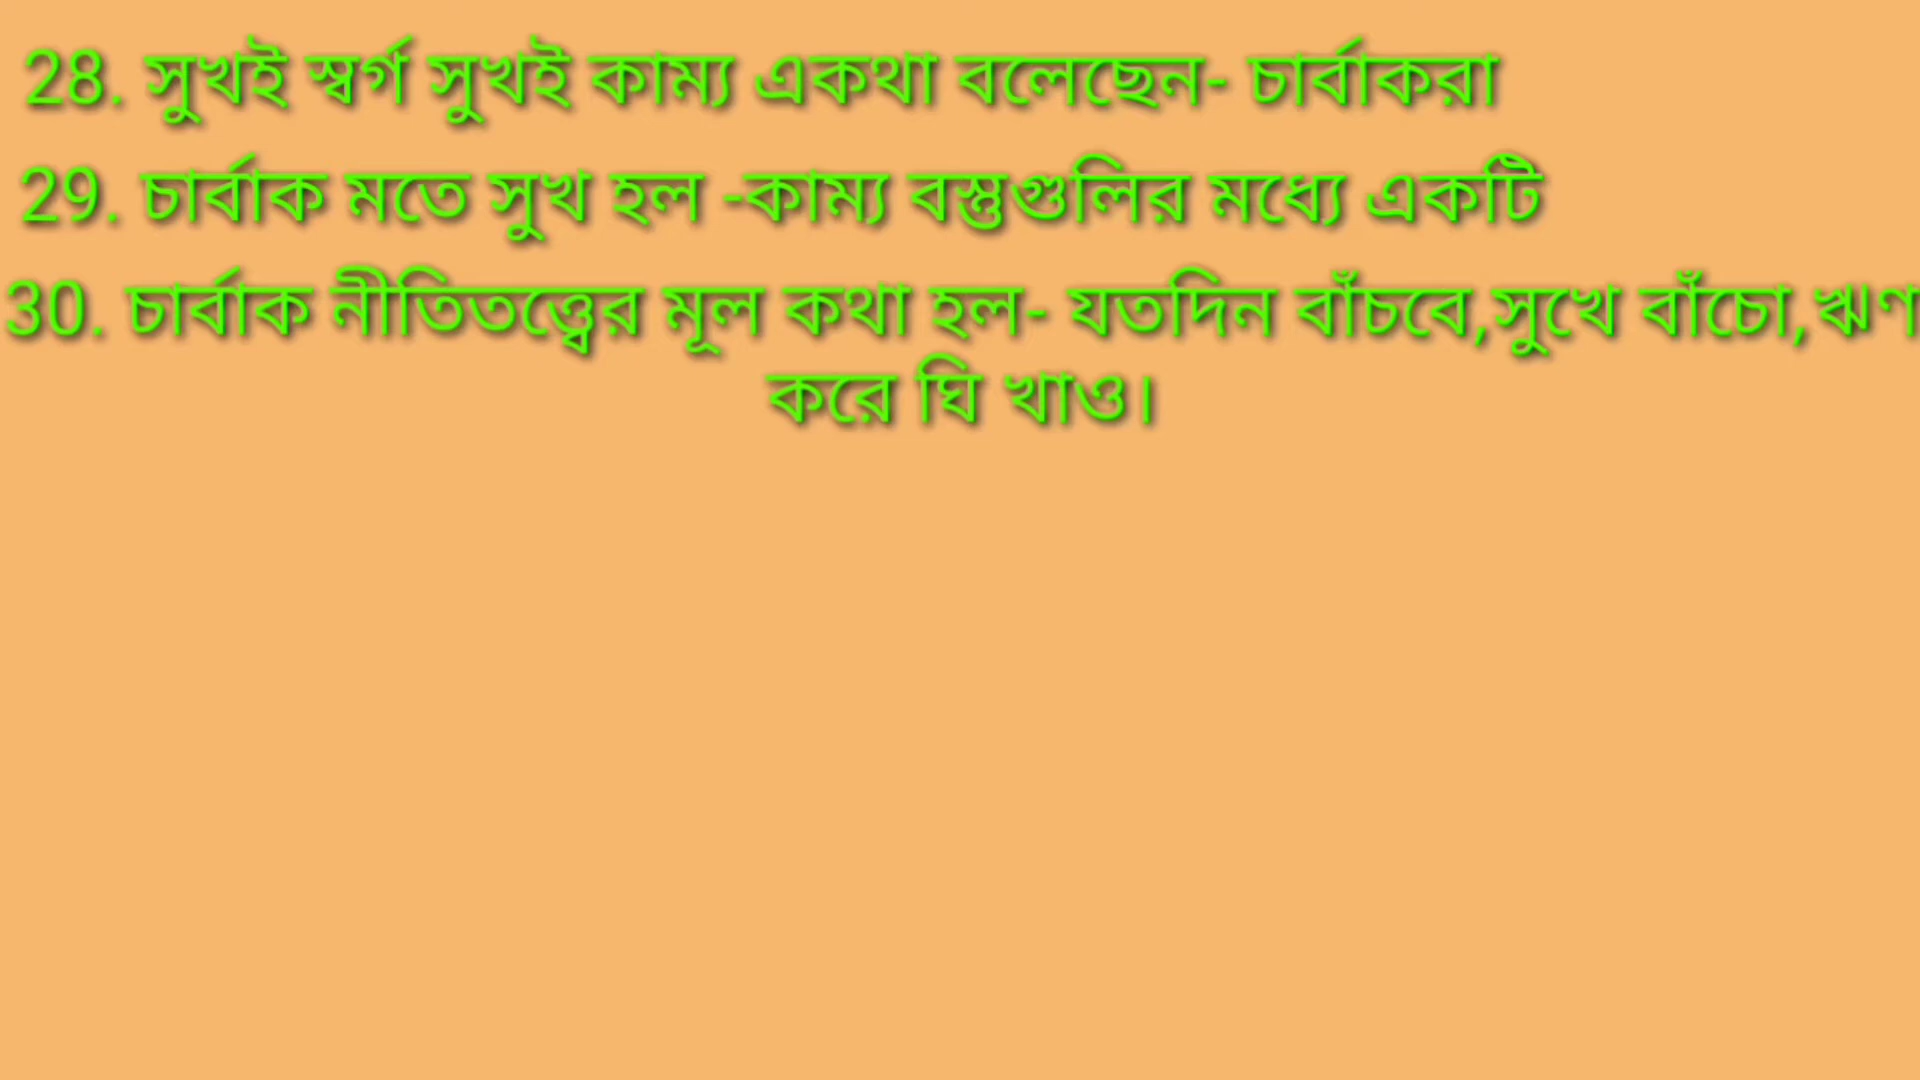 28. সুখই স্বর্গ সুখই কাম্য একথা বলেছেন- চার্বাকরা
29. চার্বাক মতে সুখ হল -কাম্য বস্তুগুলির মধ্যে একটি
30. চার্বাক নীতিতত্ত্বের মূল কথা হল- যতদিন বাঁচবে,সুখে বাঁচো,ঋণ
করে ঘি খাও।